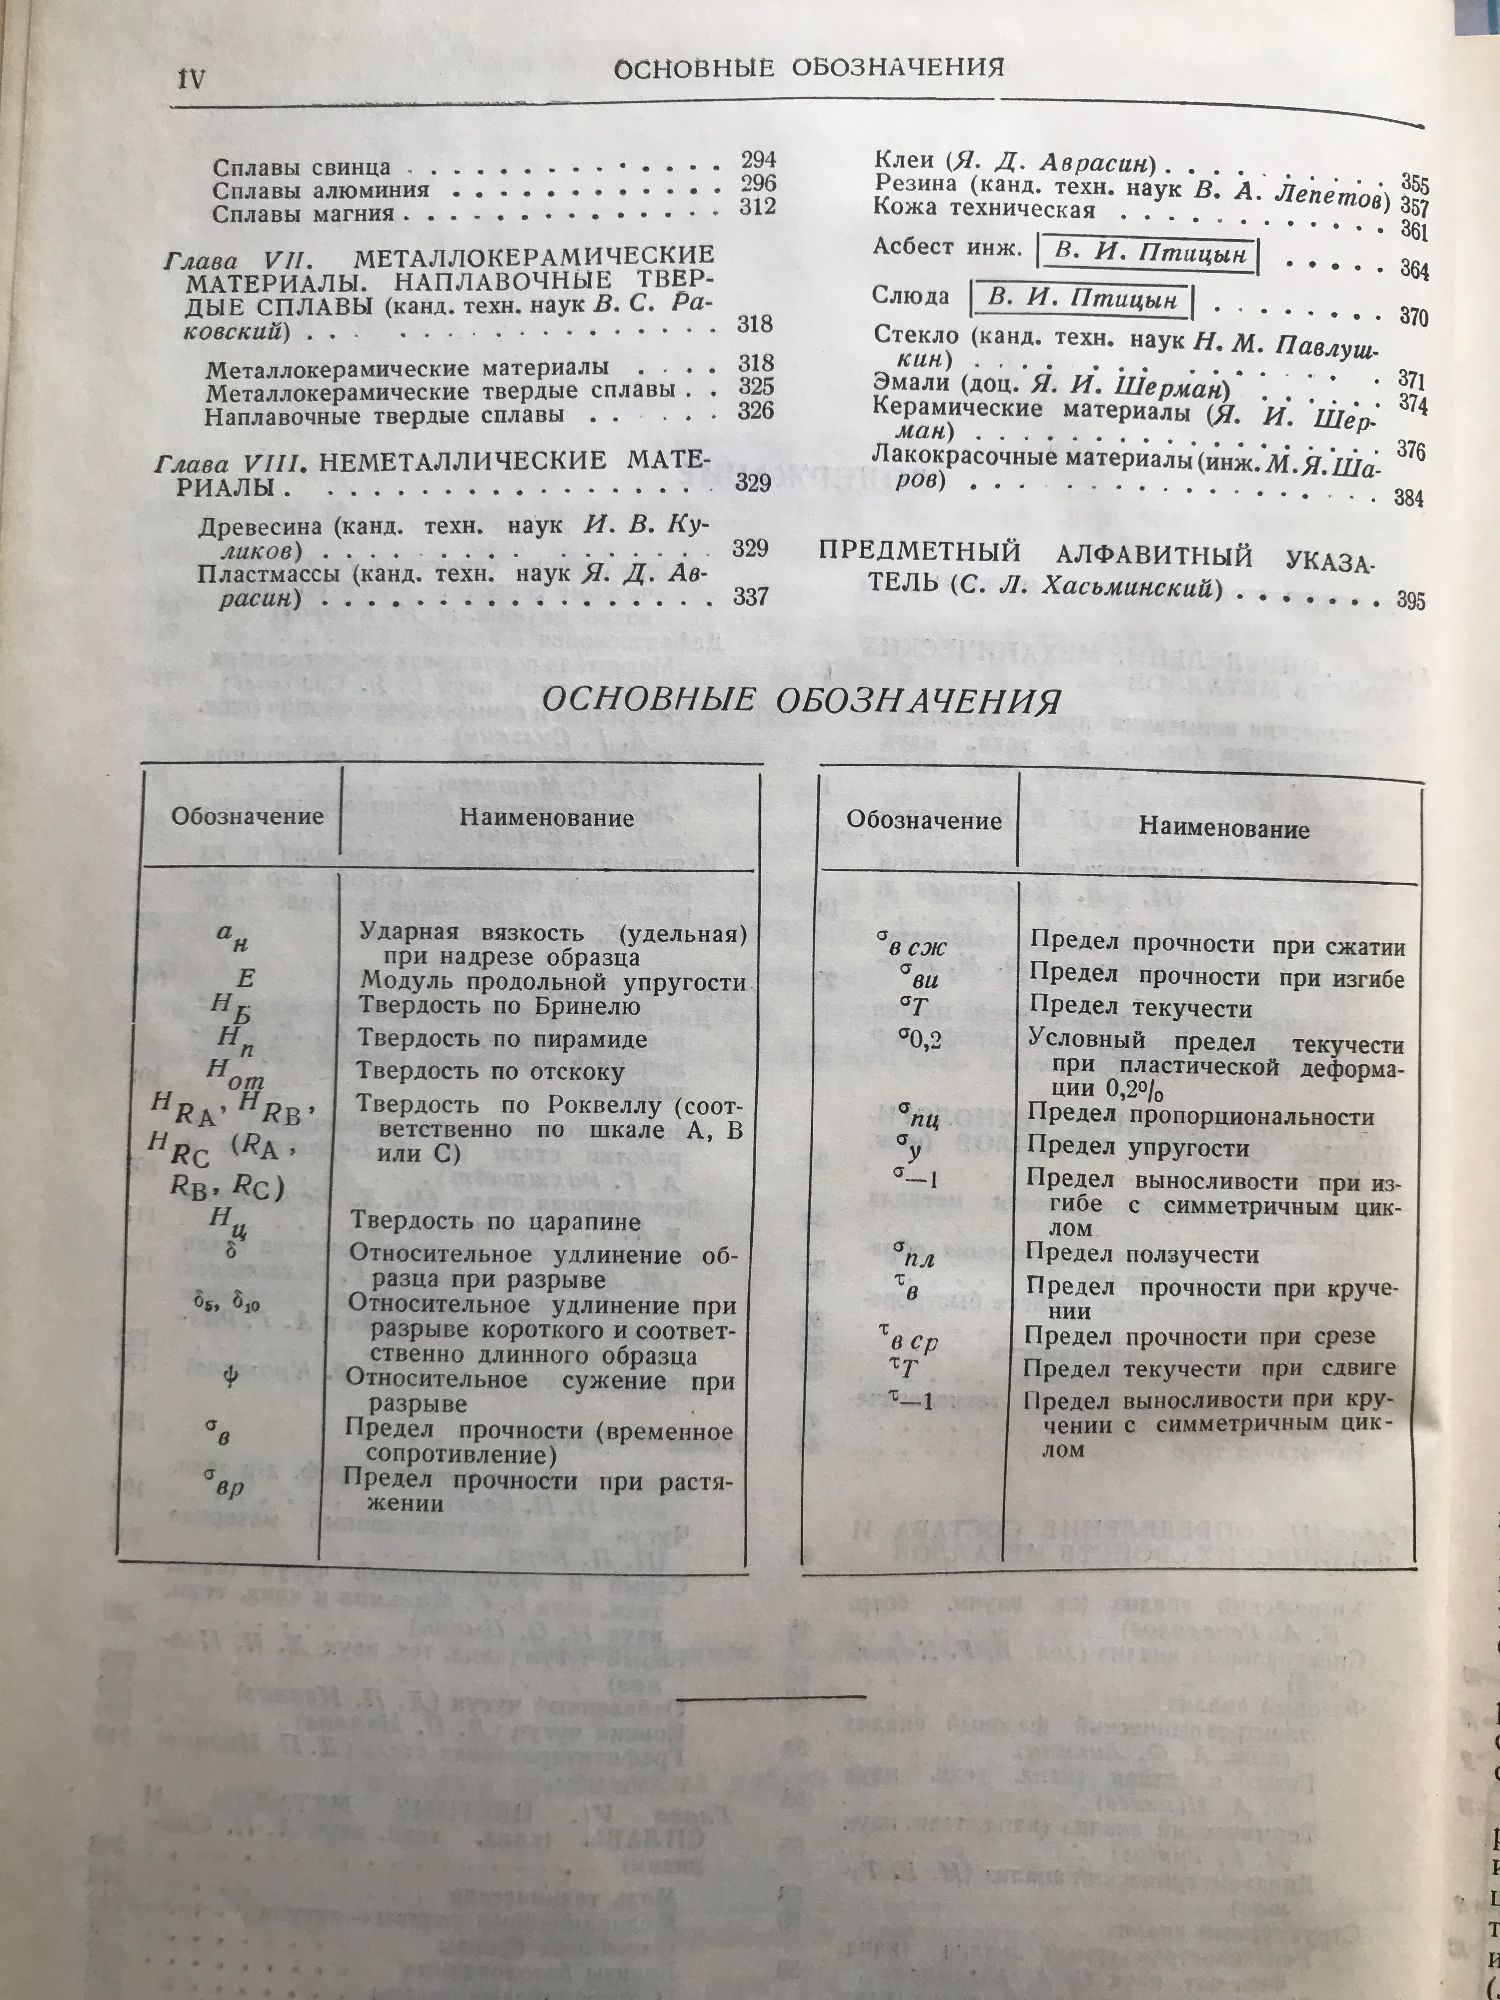 IV
ОСНОВНЫЕ ОБОЗНАЧЕНИЯ
Сплавы свинца . . . . . . . . . . . . . 294
Сплавы алюминия . . . . . . . . . . . . 296
Сплавы магния . . . . . . . . . . . . . . 312
Глава VII. МЕТАЛЛОКЕРАМИЧЕСКИЕ
МАТЕРИАЛЫ. НАПЛАВОЧНЫЕ ТВЕР-
ДЫЕ СПЛАВЫ (канд. техн. наук В. С. Ра-
ковский) . . . . . . . . . . . . . . . . 318
Металлокерамические материалы . . . . 318
Металлокерамические твердые сплавы . . 325
Наплавочные твердые сплавы . . . . 326
Глава VIII. НЕМЕТАЛЛИЧЕСКИЕ МАТЕ-
РИАЛЫ . . . . . . . . . . . . . . . . . 329
Древесина (канд. техн. наук И. В. Ку-
ликов) . . . . . . . . . . . . . . . . 329
Пластмассы (канд. техн. наук Я. Д. Ав-
расин) . . . . . . . . . . . . . . . . . 337
Клеи (Я. Д. Аврасин) . . . . . . . . . . 355
Резина (канд. техн. наук В. А. Лепетов) 357
Кожа техническая . . . . . . . . . . . . 361
Асбест инж. В. И. Птицын . . . . . 364
Слюда В. И. Птицын . . . . . . . . . 370
Стекло (канд. техн. наук Н. М. Павлуш-
кин) . . . . . . . . . . . . . . . . . 371
Эмали (доц. Я. И. Шерман) . . . . . . 374
Керамические материалы (Я. И. Шер-
ман) . . . . . . . . . . . . . . . . . 376
Лакокрасочные материалы (инж. М. Я. Ша-
ров) . . . . . . . . . . . . . . . . . 384
ПРЕДМЕТНЫЙ АЛФАВИТНЫЙ УКАЗА-
ТЕЛЬ (С. Л. Хасьминский) . . . . . . . 395
ОСНОВНЫЕ ОБОЗНАЧЕНИЯ
Обозначение Наименование
aн Ударная вязкость (удельная)
при надрезе образца
E Модуль продольной упругости
HБ Твердость по Бринелю
Hп Твердость по пирамиде
Hот Твердость по отскоку
HRA, HRB, Твердость по Роквеллу (соот-
HRC (RA, ветственно по шкале А, В
RB, RC) или С)
Hц Твердость по царапине
δ Относительное удлинение об-
разца при разрыве
δ5, δ10 Относительное удлинение при
разрыве короткого и соответ-
ственно длинного образца
ψ Относительное сужение при
разрыве
σв Предел прочности (временное
сопротивление)
σвр Предел прочности при растя-
жении
Обозначение Наименование
σв сж Предел прочности при сжатии
σви Предел прочности при изгибе
σТ Предел текучести
σ0,2 Условный предел текучести
при пластической деформа-
ции 0,2%
σпц Предел пропорциональности
σу Предел упругости
σ—1 Предел выносливости при из-
гибе с симметричным цик-
лом
σпл Предел ползучести
τв Предел прочности при круче-
нии
τв ср Предел прочности при срезе
τТ Предел текучести при сдвиге
τ—1 Предел выносливости при кру-
чении с симметричным цик-
лом